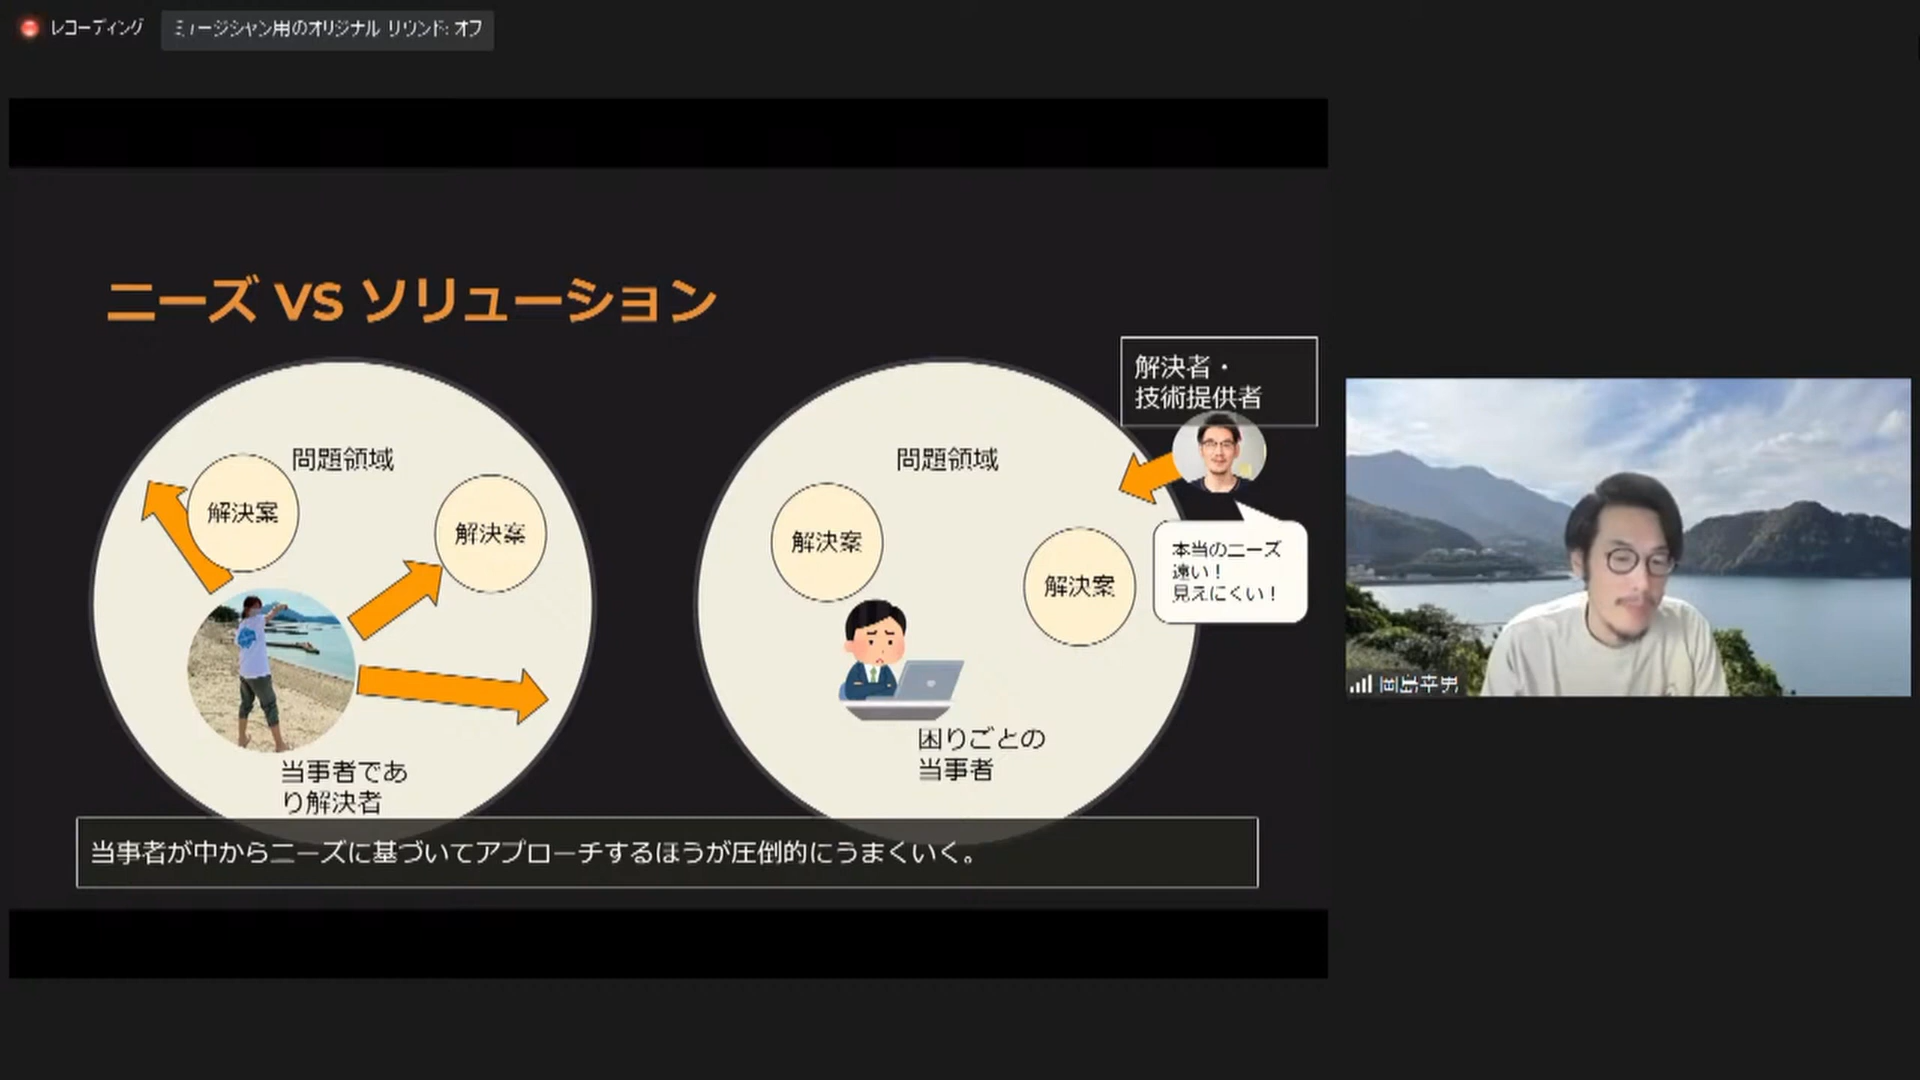 レコーディング
ミュージシャン用のオリジナル サウンド: オフ
ニーズ VS ソリューション
問題領域
解決案
解決案
当事者であ
り解決者
問題領域
解決案
解決案
困りごとの
当事者
解決者・
技術提供者
本当のニーズ
遠い！
見えにくい！
当事者が中からニーズに基づいてアプローチするほうが圧倒的にうまくいく。